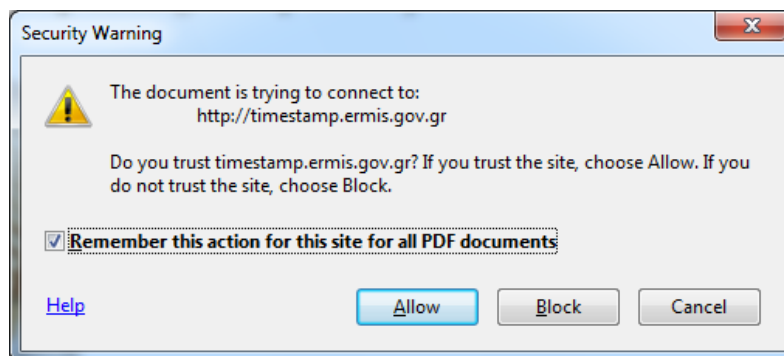 Security Warning
The document is trying to connect to:
http://timestamp.ermis.gov.gr
Do you trust timestamp.ermis.gov.gr? If you trust the site, choose Allow. If you
do not trust the site, choose Block.
Remember this action for this site for all PDF documents
Help
Allow
Block
Cancel